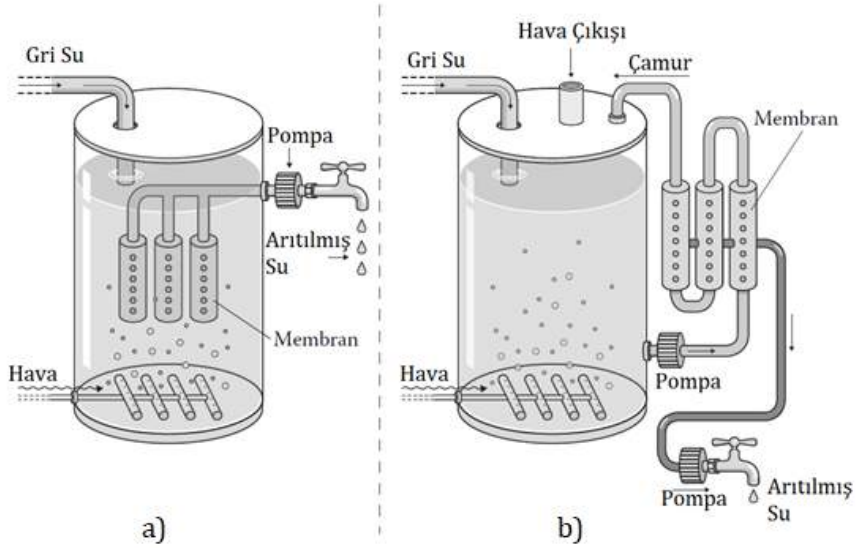 Gri Su
Pompa
Arıtılmış
Su
Membran
Hava
a)
Hava Çıkışı
Gri Su
Çamur
Membran
Hava
Pompa
Pompa
Arıtılmış
Su
b)